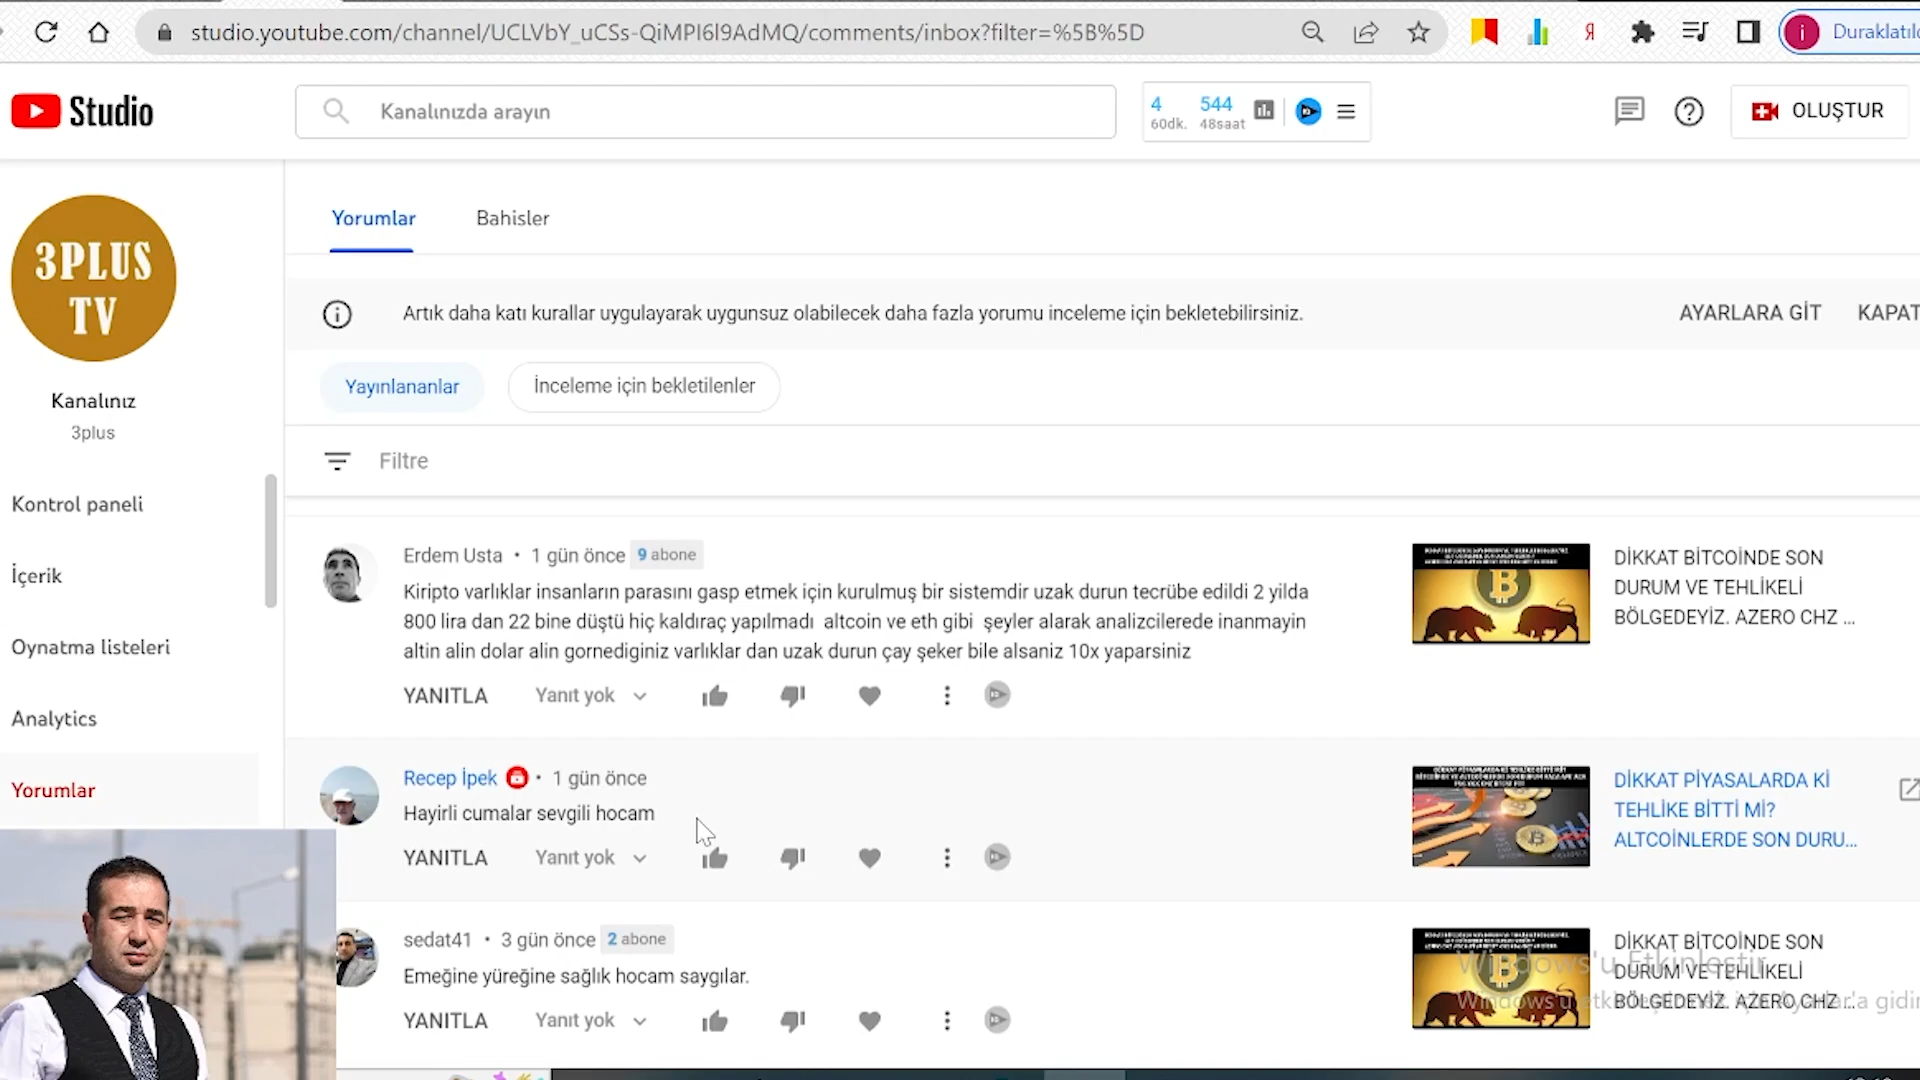 studio.youtube.com/channel/UCLVbY_uCSs-QiMPI6l9AdMQ/comments/inbox?filter=%5B%5D
Я
i
Studio
Kanalınızda arayın
4 544
60dk. 48saat
OLUŞTUR
3PLUS
TV
Kanalınız
3plus
Kontrol paneli
İçerik
Oynatma listeleri
Analytics
Yorumlar
Yorumlar Bahisler
Artık daha katı kurallar uygulayarak uygunsuz olabilecek daha fazla yorumu inceleme için bekletebilirsiniz.
AYARLARA GİT KAPAT
Yayınlananlar İnceleme için bekletilenler
Filtre
Erdem Usta • 1 gün önce 9 abone
Kiripto varlıklar insanların parasını gasp etmek için kurulmuş bir sistemdir uzak durun tecrübe edildi 2 yilda
800 lira dan 22 bine düştü hiç kaldıraç yapılmadı altcoin ve eth gibi şeyler alarak analizcilerede inanmayin
altin alin dolar alin gornediginiz varlıklar dan uzak durun çay şeker bile alsaniz 10x yaparsiniz
YANITLA Yanıt yok
DİKKAT BİTCOİNDE SON
DURUM VE TEHLİKELİ
BÖLGEDEYİZ. AZERO CHZ ...
Recep İpek • 1 gün önce
Hayirli cumalar sevgili hocam
YANITLA Yanıt yok
DİKKAT PİYASALARDA Kİ
TEHLİKE BİTTİ Mİ?
ALTCOİNLERDE SON DURU...
sedat41 • 3 gün önce 2 abone
Emeğine yüreğine sağlık hocam saygılar.
YANITLA Yanıt yok
DİKKAT BİTCOİNDE SON
DURUM VE TEHLİKELİ
BÖLGEDEYİZ. AZERO CHZ ...
Windows'u Etkinleştir